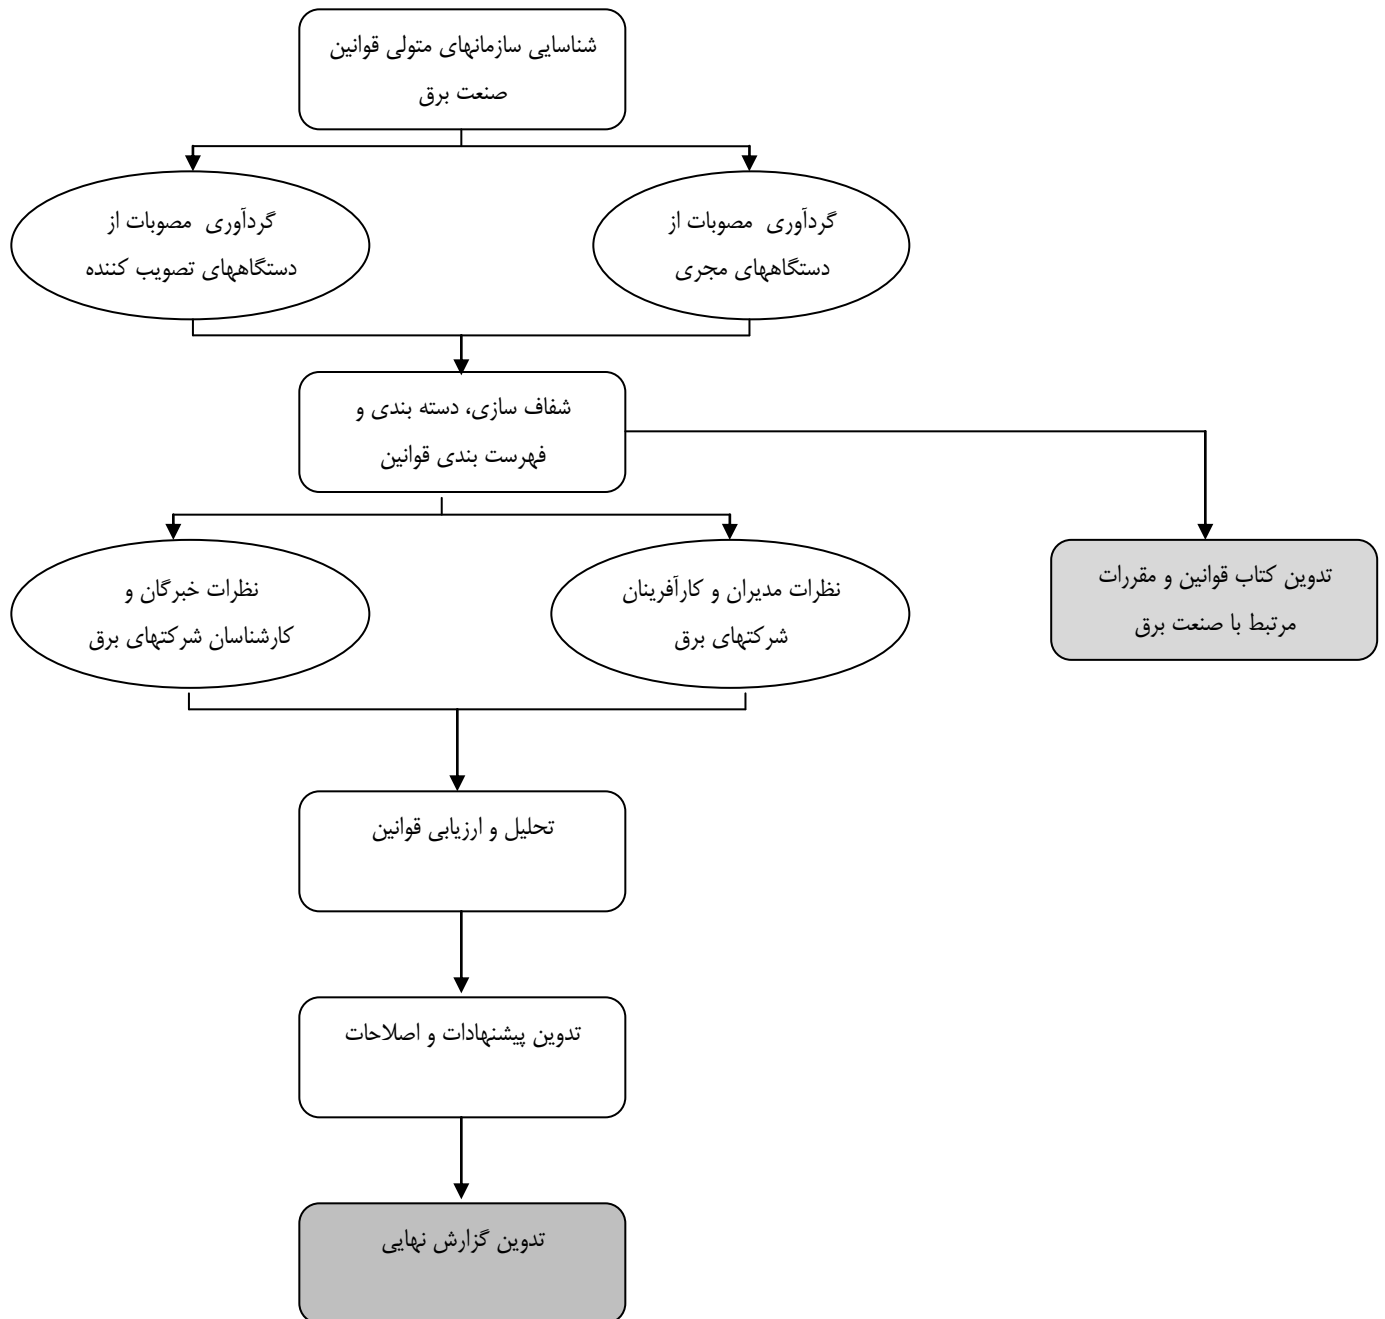 شناسایی سازمانهای متولی قوانین
صنعت برق
گردآوری مصوبات از
دستگاههای مجری
گردآوری مصوبات از
دستگاههای تصویب کننده
شفاف سازی، دسته بندی و
فهرست بندی قوانین
تدوین کتاب قوانین و مقررات
مرتبط با صنعت برق
نظرات مدیران و کارآفرینان
شرکتهای برق
نظرات خبرگان و
کارشناسان شرکتهای برق
تحلیل و ارزیابی قوانین
تدوین پیشنهادات و اصلاحات
تدوین گزارش نهایی